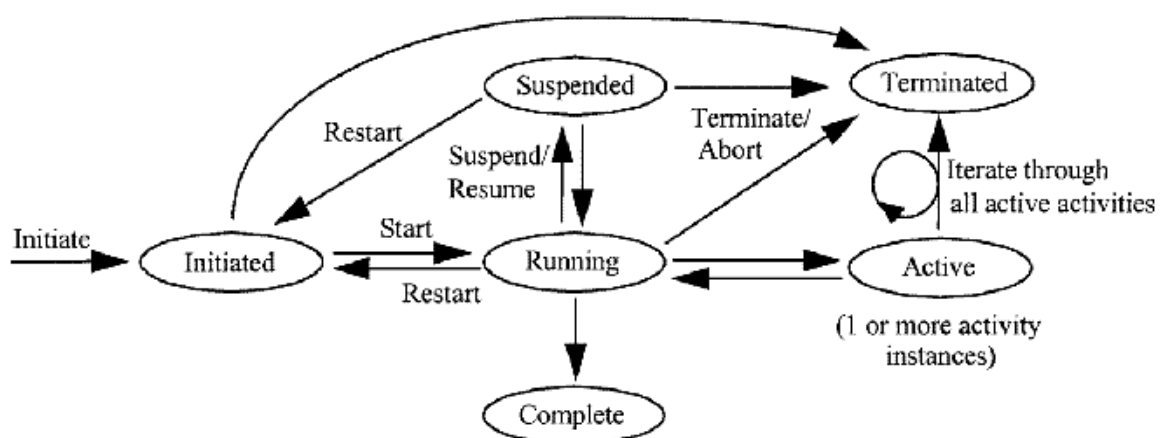 Suspended
Terminated
Restart
Terminate/
Abort
Suspend/
Resume
Iterate through
all active activities
Initiate
Start
Initiated
Running
Active
Restart
(1 or more activity
instances)
Complete